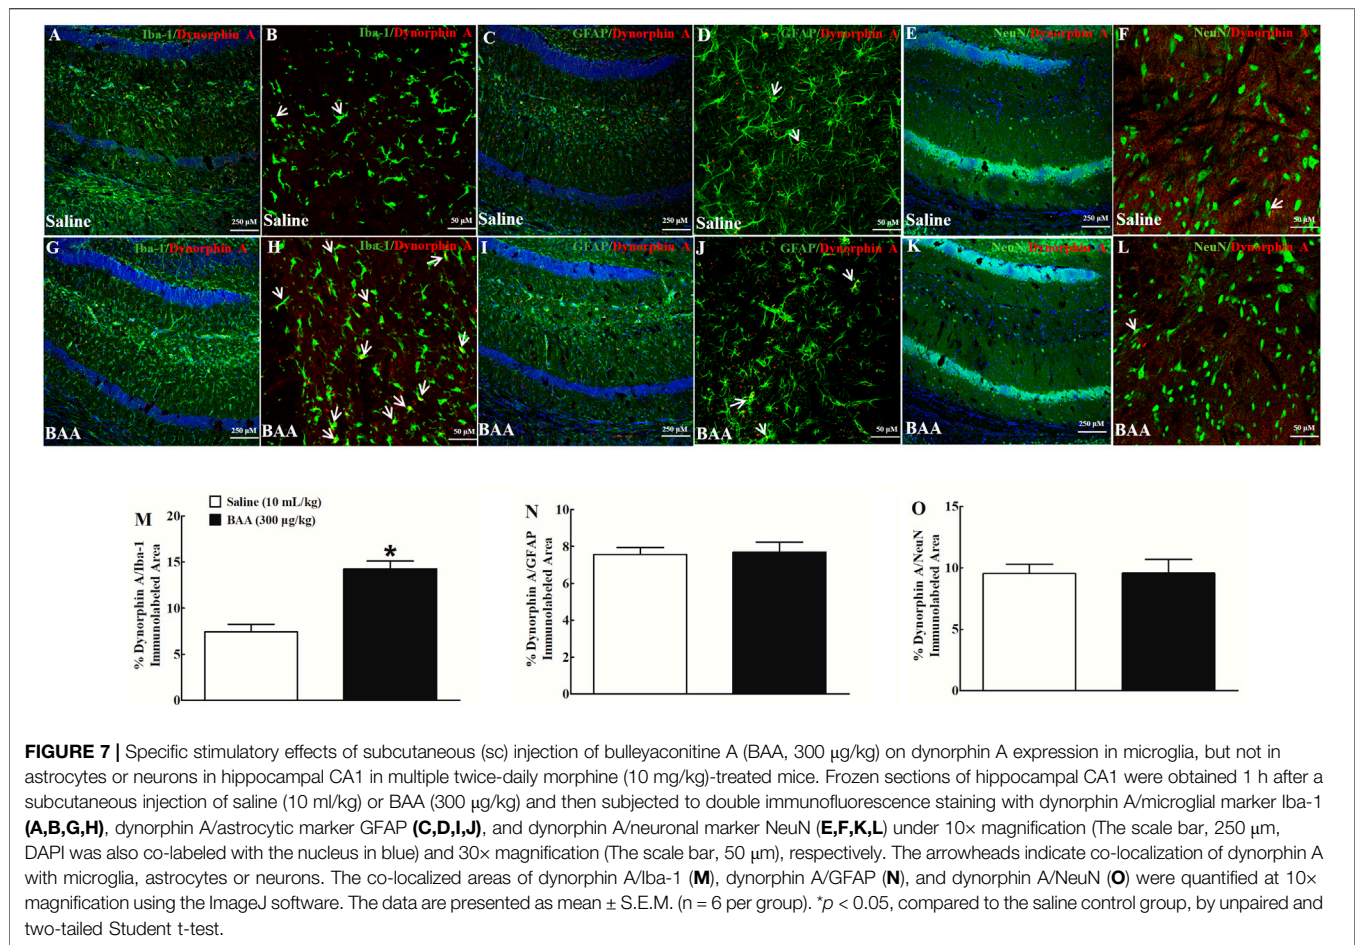 A Iba-1/Dynorphin A
Saline
250 μM
B Iba-1/Dynorphin A
Saline
50 μM
C GFAP/Dynorphin A
Saline
250 μM
D GFAP/Dynorphin A
Saline
50 μM
E NeuN/Dynorphin A
Saline
250 μM
F NeuN/Dynorphin A
Saline
50 μM
G Iba-1/Dynorphin A
BAA
250 μM
H Iba-1/Dynorphin A
BAA
50 μM
I GFAP/Dynorphin A
BAA
250 μM
J GFAP/Dynorphin A
BAA
50 μM
K NeuN/Dynorphin A
BAA
250 μM
L NeuN/Dynorphin A
BAA
50 μM
M
Saline (10 mL/kg)
BAA (300 μg/kg)
% Dynorphin A/Iba-1
Immunolabeled Area
20
15
10
5
0
*
N
% Dynorphin A/GFAP
Immunolabeled Area
10
8
6
4
2
0
O
% Dynorphin A/NeuN
Immunolabeled Area
15
10
5
0
FIGURE 7 | Specific stimulatory effects of subcutaneous (sc) injection of bulleyaconitine A (BAA, 300 μg/kg) on dynorphin A expression in microglia, but not in
astrocytes or neurons in hippocampal CA1 in multiple twice-daily morphine (10 mg/kg)-treated mice. Frozen sections of hippocampal CA1 were obtained 1 h after a
subcutaneous injection of saline (10 ml/kg) or BAA (300 μg/kg) and then subjected to double immunofluorescence staining with dynorphin A/microglial marker Iba-1
(A,B,G,H), dynorphin A/astrocytic marker GFAP (C,D,I,J), and dynorphin A/neuronal marker NeuN (E,F,K,L) under 10× magnification (The scale bar, 250 μm,
DAPI was also co-labeled with the nucleus in blue) and 30× magnification (The scale bar, 50 μm), respectively. The arrowheads indicate co-localization of dynorphin A
with microglia, astrocytes or neurons. The co-localized areas of dynorphin A/Iba-1 (M), dynorphin A/GFAP (N), and dynorphin A/NeuN (O) were quantified at 10×
magnification using the ImageJ software. The data are presented as mean ± S.E.M. (n = 6 per group). *p < 0.05, compared to the saline control group, by unpaired and
two-tailed Student t-test.